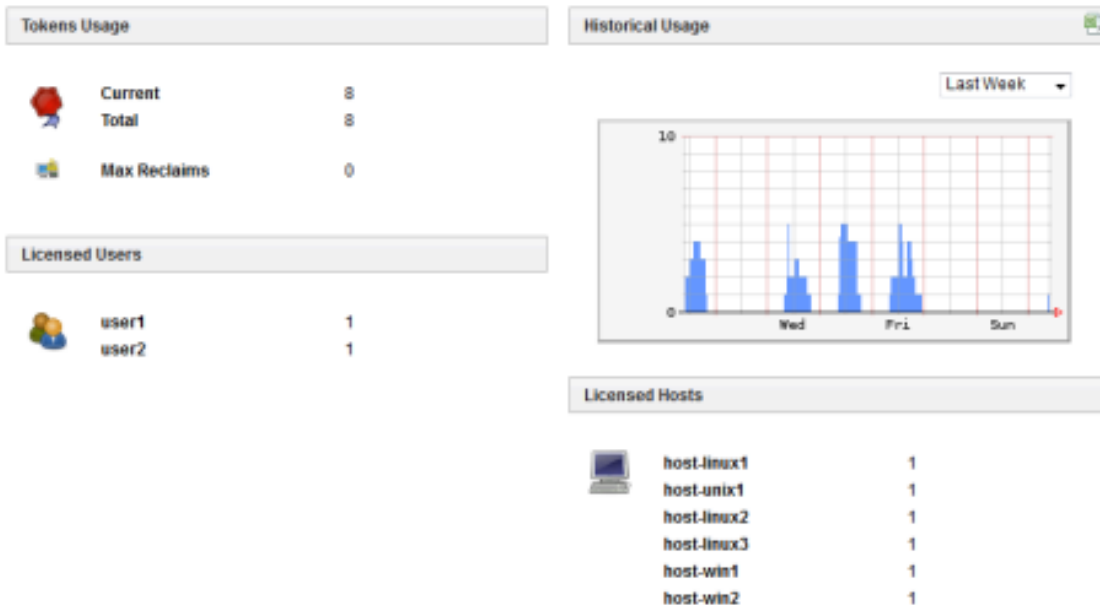 Tokens Usage
Current 8
Total 8
Max Reclaims 0
Licensed Users
user1 1
user2 1
Historical Usage
Last Week
10
0
Wed Fri Sun
Licensed Hosts
host-linux1 1
host-unix1 1
host-linux2 1
host-linux3 1
host-win1 1
host-win2 1